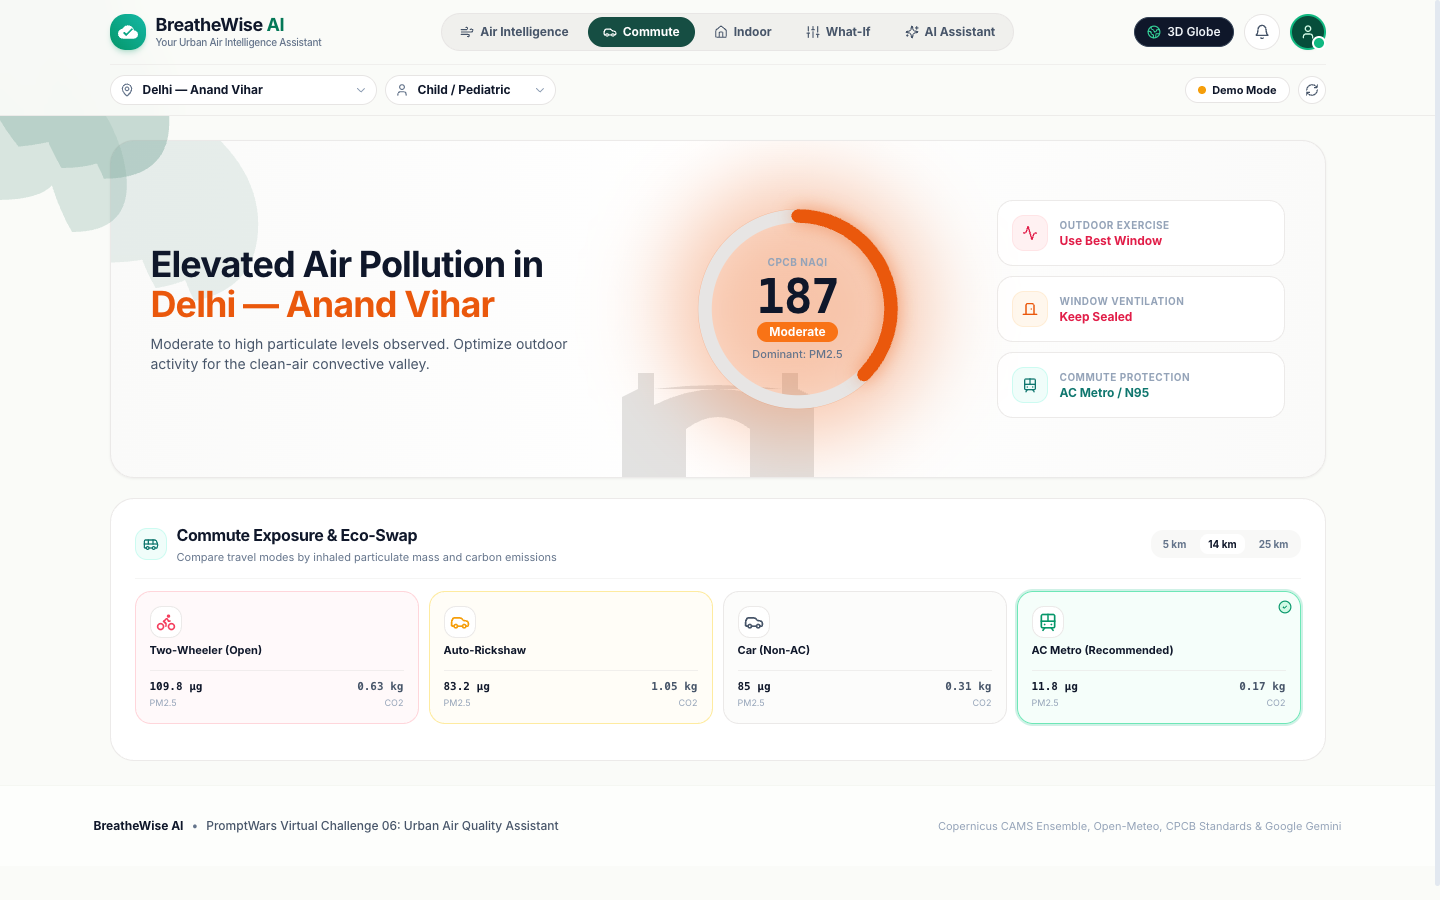 BreatheWise AI
Your Urban Air Intelligence Assistant
Air Intelligence
Commute
Indoor
What-If
AI Assistant
3D Globe
Delhi — Anand Vihar
Child / Pediatric
Demo Mode
Elevated Air Pollution in
Delhi — Anand Vihar
Moderate to high particulate levels observed. Optimize outdoor
activity for the clean-air convective valley.
CPCB NAQI
187
Moderate
Dominant: PM2.5
OUTDOOR EXERCISE
Use Best Window
WINDOW VENTILATION
Keep Sealed
COMMUTE PROTECTION
AC Metro / N95
Commute Exposure & Eco-Swap
Compare travel modes by inhaled particulate mass and carbon emissions
5 km
14 km
25 km
Two-Wheeler (Open)
109.8 µg
0.63 kg
PM2.5
CO2
Auto-Rickshaw
83.2 µg
1.05 kg
PM2.5
CO2
Car (Non-AC)
85 µg
0.31 kg
PM2.5
CO2
AC Metro (Recommended)
11.8 µg
0.17 kg
PM2.5
CO2
BreatheWise AI • PromptWars Virtual Challenge 06: Urban Air Quality Assistant
Copernicus CAMS Ensemble, Open-Meteo, CPCB Standards & Google Gemini